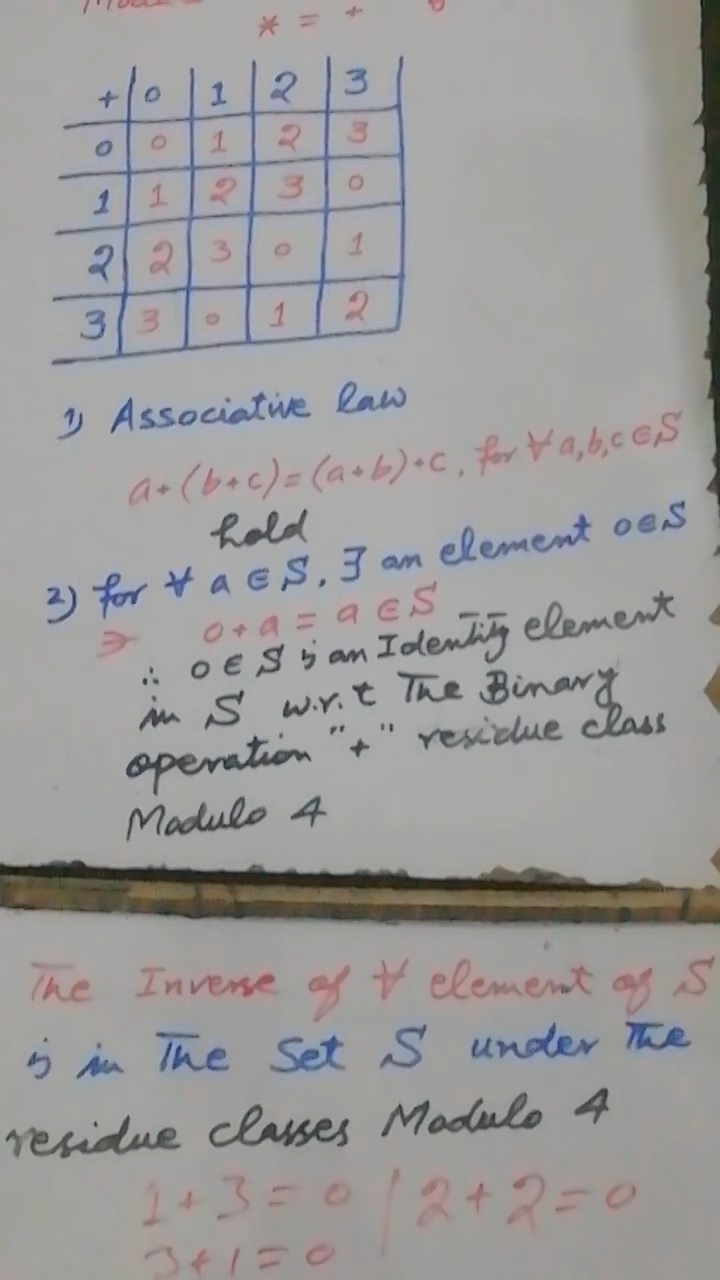 * = +
+ 0 1 2 3
0 0 1 2 3
1 1 2 3 0
2 2 3 0 1
3 3 0 1 2
1) Associative law
a+(b+c)=(a+b)+c, for ∀ a,b,c ∈ S
hold
2) for ∀ a ∈ S, ∃ an element 0 ∈ S
∋ 0+a = a ∈ S
∴ 0 ∈ S is an Identity element
in S w.r.t The Binary
operation "+" residue class
Modulo 4
The Inverse of ∀ element of S
is in The Set S under The
residue classes Modulo 4
1+3=0 / 2+2=0
3+1=0